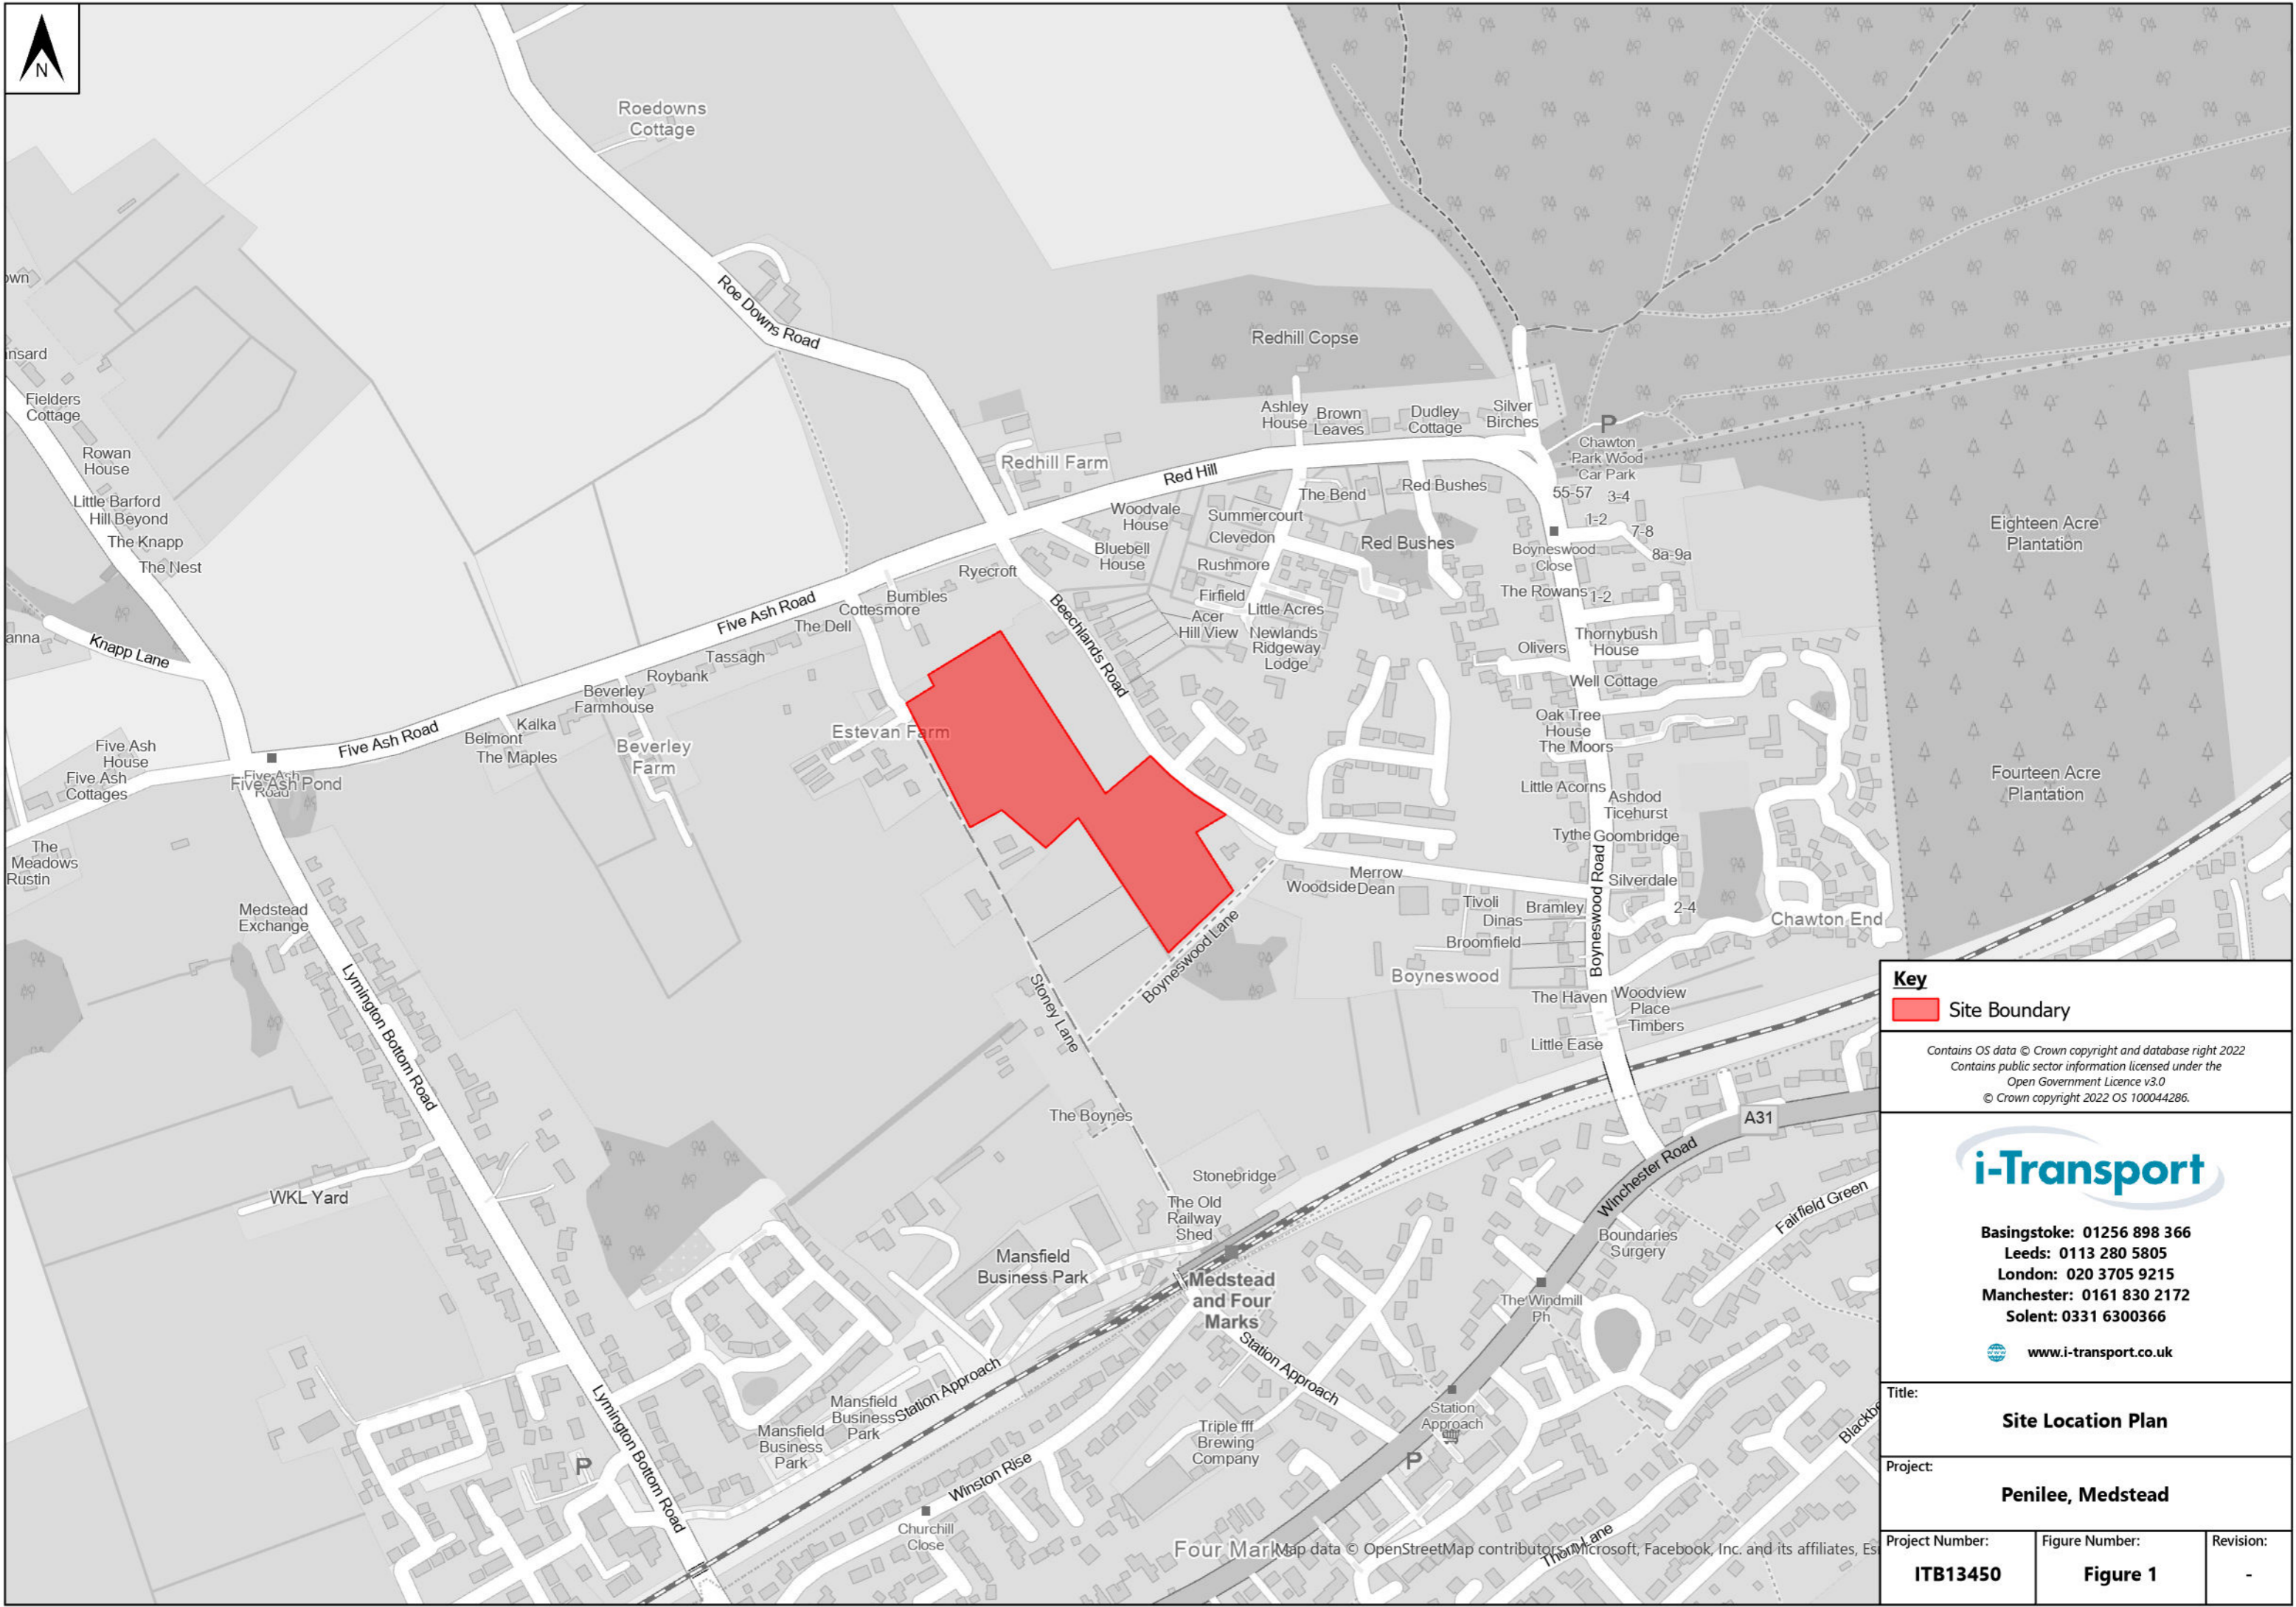 N
Roedowns
Cottage
Roe Downs Road
Redhill Copse
Fielders
Cottage
Rowan
House
Little Barford
Hill Beyond
The Knapp
The Nest
Knapp Lane
Redhill Farm
Red Hill
Ashley
House
Brown
Leaves
Dudley
Cottage
Silver
Birches
P
Chawton
Park Wood
Car Park
The Bend
Red Bushes
55-57
3-4
1-2
7-8
8a-9a
Woodvale
House
Summercourt
Clevedon
Bluebell
House
Red Bushes
Boyneswood
Close
Rushmore
Ryecroft
The Rowans
1-2
Firfield
Little Acres
Acer
Hill View
Newlands
Ridgeway
Lodge
Eighteen Acre
Plantation
Bumbles
Cottesmore
The Dell
Five Ash Road
Beechlands Road
Thornybush
House
Olivers
Well Cottage
Tassagh
Roybank
Beverley
Farmhouse
Kalka
Belmont
The Maples
Five Ash Road
Beverley
Farm
Estevan Farm
Oak Tree
House
The Moors
Five Ash
House
Five Ash
Cottages
Five Ash
Road
Five Ash Pond
Little Acorns
Ashdod
Ticehurst
Fourteen Acre
Plantation
Tythe
Goombridge
The
Meadows
Rustin
Merrow
Dean
Woodside
Boyneswood Road
Silverdale
Tivoli
Dinas
Bramley
2-4
Chawton End
Broomfield
Medstead
Exchange
Boyneswood Lane
Boyneswood
Stoney Lane
Lymington Bottom Road
The Haven
Woodview
Place
Timbers
Little Ease
The Boynes
A31
Winchester Road
Stonebridge
The Old
Railway
Shed
WKL Yard
Fairfield Green
Boundaries
Surgery
Mansfield
Business Park
Medstead
and Four
Marks
The Windmill
Ph
Station Approach
Station Approach
Mansfield
Business
Park
Mansfield
Business
Park
Station
Approach
Lymington Bottom Road
P
Triple fff
Brewing
Company
P
Winston Rise
Churchill
Close
Four Marks
Thorn Lane
Map data © OpenStreetMap contributors, Microsoft, Facebook, Inc. and its affiliates, Esi
Key
Site Boundary
Contains OS data © Crown copyright and database right 2022
Contains public sector information licensed under the
Open Government Licence v3.0
© Crown copyright 2022 OS 100044286.
i-Transport
Basingstoke: 01256 898 366
Leeds: 0113 280 5805
London: 020 3705 9215
Manchester: 0161 830 2172
Solent: 0331 6300366
www.i-transport.co.uk
Title:
Site Location Plan
Project:
Penilee, Medstead
Project Number:
ITB13450
Figure Number:
Figure 1
Revision:
-